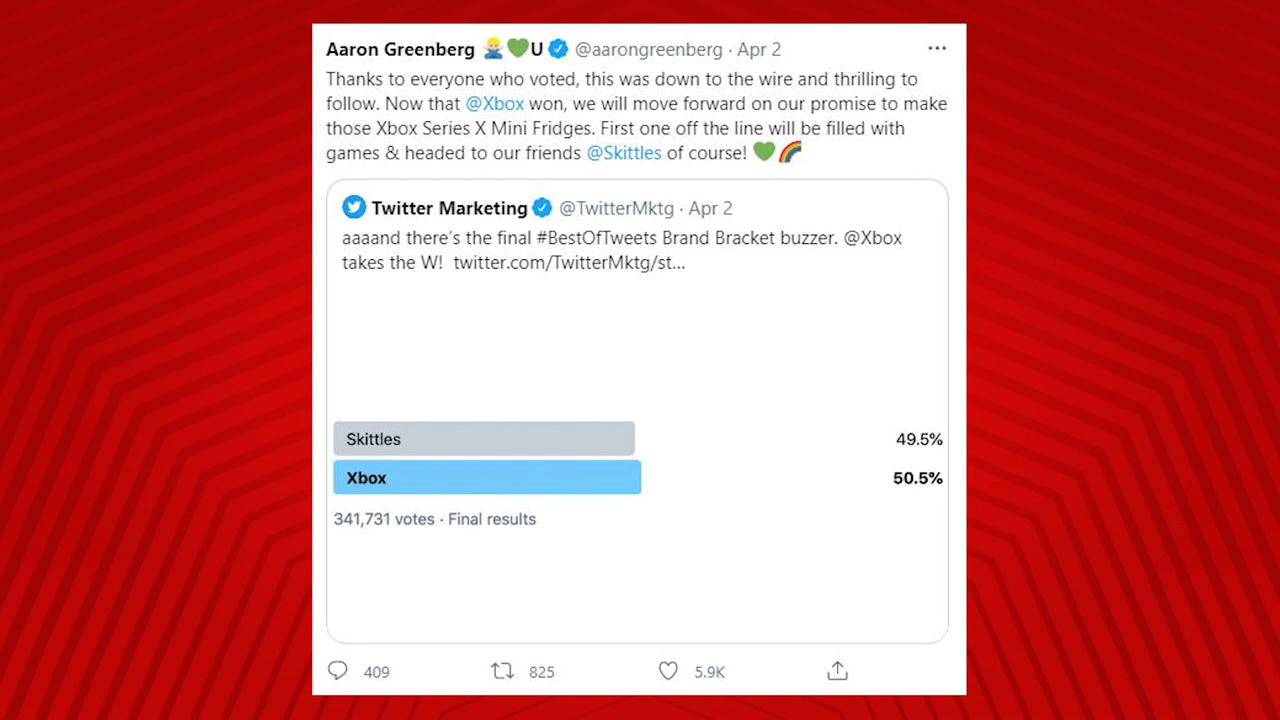 Aaron Greenberg 🙅🏼‍♂️💚U @aarongreenberg · Apr 2
Thanks to everyone who voted, this was down to the wire and thrilling to
follow. Now that @Xbox won, we will move forward on our promise to make
those Xbox Series X Mini Fridges. First one off the line will be filled with
games & headed to our friends @Skittles of course! 💚🌈
Twitter Marketing @TwitterMktg · Apr 2
aaaand there's the final #BestOfTweets Brand Bracket buzzer. @Xbox
takes the W! twitter.com/TwitterMktg/st...
Skittles 49.5%
Xbox 50.5%
341,731 votes · Final results
409 825 5.9K